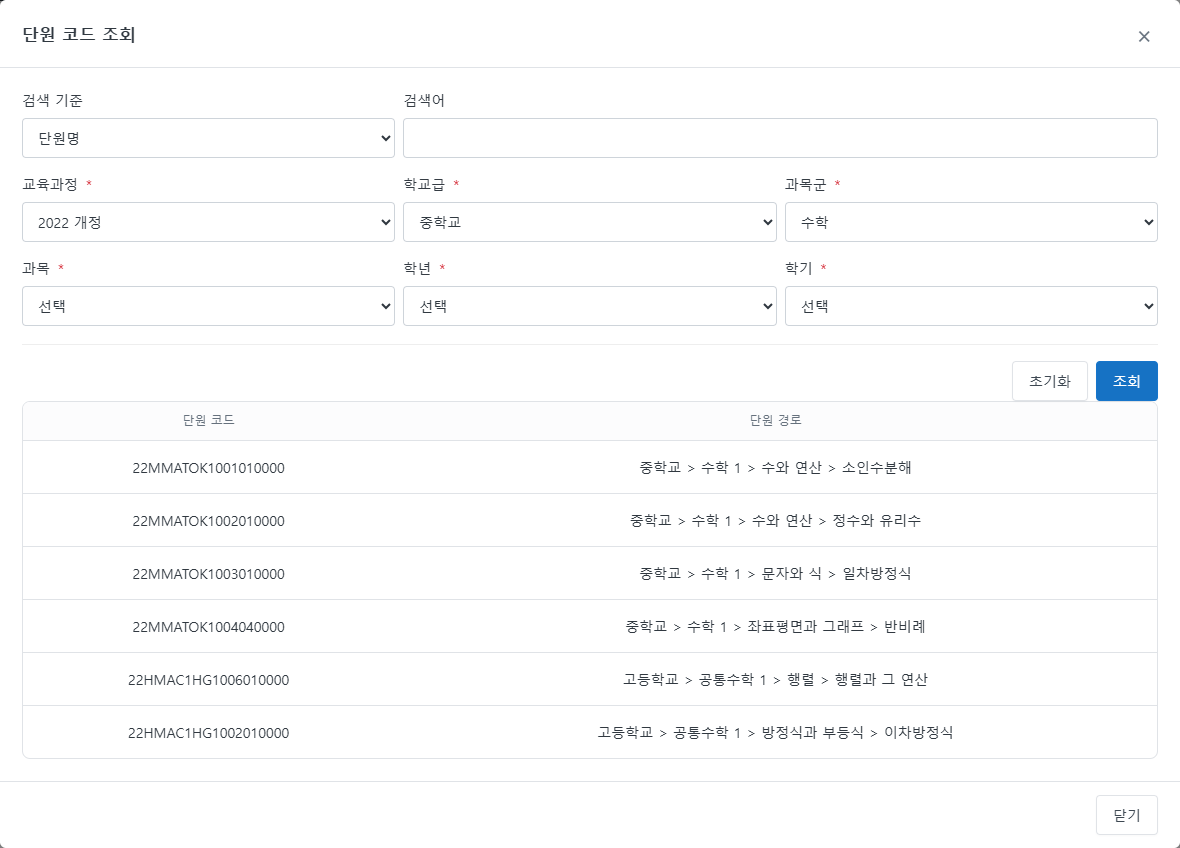 단원 코드 조회
×
검색 기준 검색어
단원명
교육과정 * 학교급 * 과목군 *
2022 개정 중학교 수학
과목 * 학년 * 학기 *
선택 선택 선택
초기화 조회
단원 코드 단원 경로
22MMATOK1001010000 중학교 > 수학 1 > 수와 연산 > 소인수분해
22MMATOK1002010000 중학교 > 수학 1 > 수와 연산 > 정수와 유리수
22MMATOK1003010000 중학교 > 수학 1 > 문자와 식 > 일차방정식
22MMATOK1004040000 중학교 > 수학 1 > 좌표평면과 그래프 > 반비례
22HMAC1HG1006010000 고등학교 > 공통수학 1 > 행렬 > 행렬과 그 연산
22HMAC1HG1002010000 고등학교 > 공통수학 1 > 방정식과 부등식 > 이차방정식
닫기